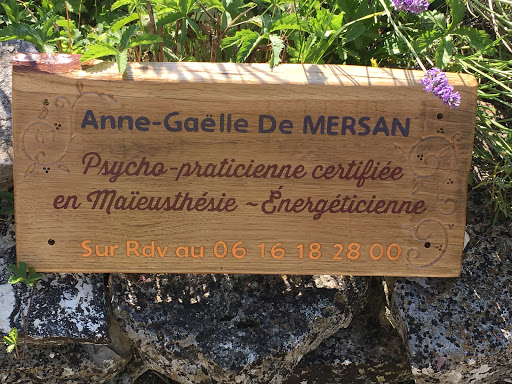 Anne-Gaëlle De MERSAN
Psycho-praticienne certifiée
en Maïeusthésie ~ Énergéticienne
Sur Rdv au 06 16 18 28 00